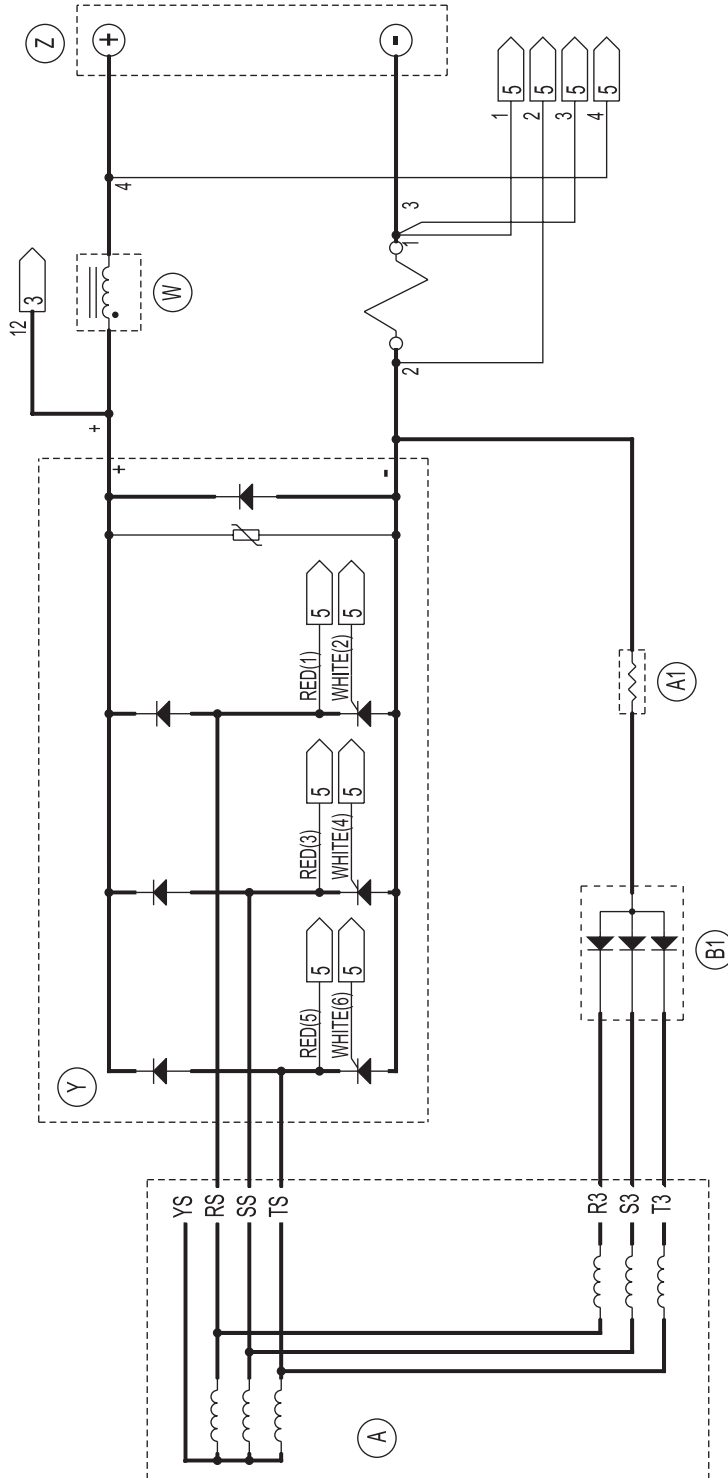 Z
+
-
5
5
5
5
1
2
3
4
4
3
1
12
3
W
2
+
+
-
A1
5
5
RED(1)
WHITE(2)
5
5
RED(3)
WHITE(4)
5
5
RED(5)
WHITE(6)
B1
Y
YS
RS
SS
TS
R3
S3
T3
A